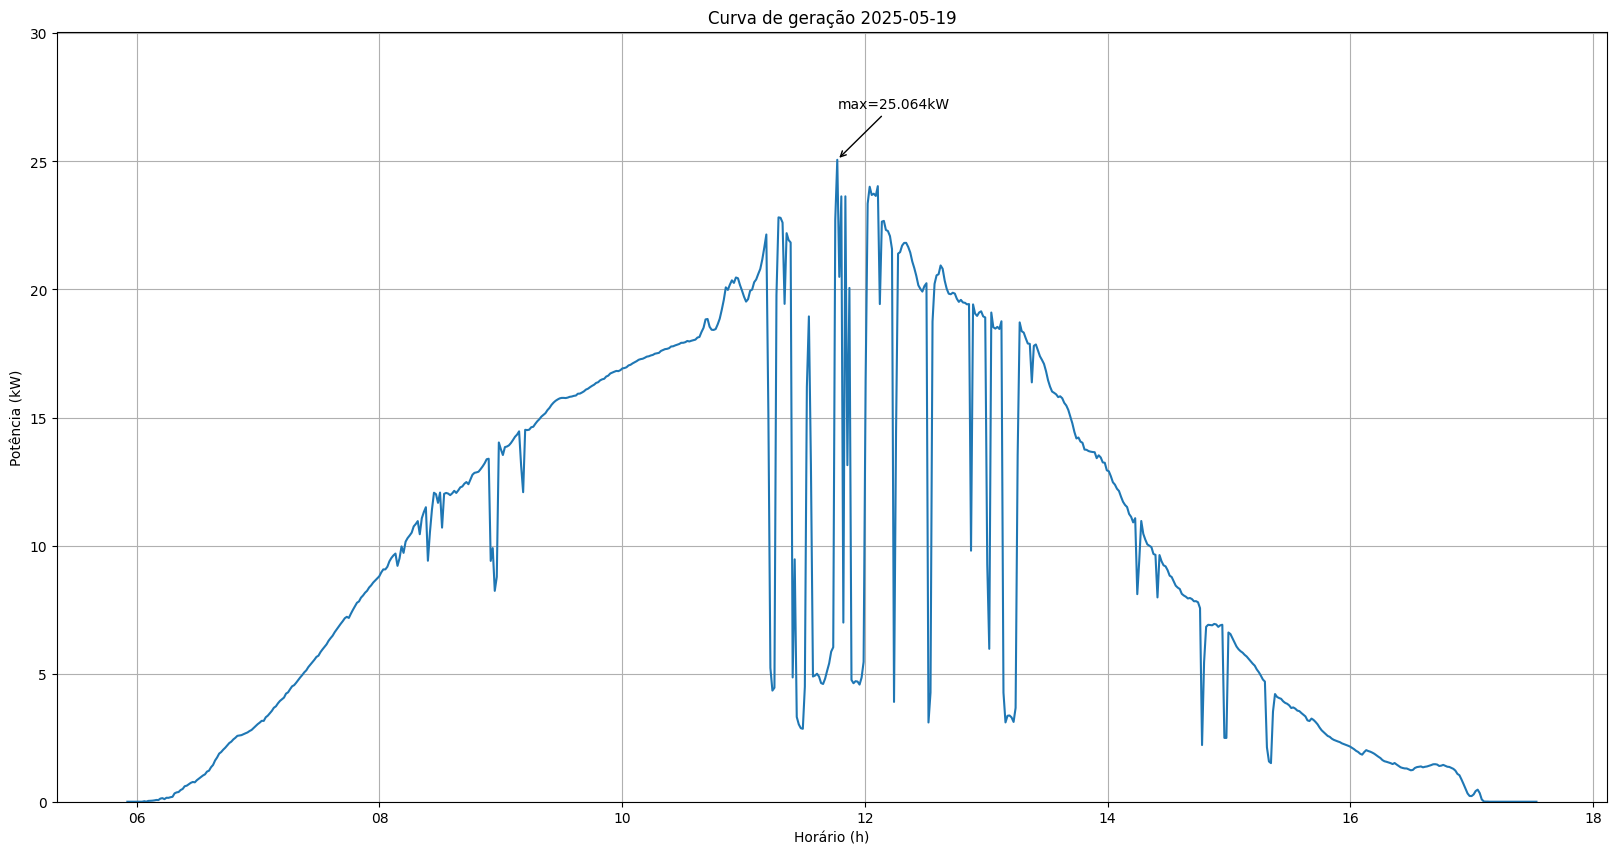 Curva de geração 2025-05-19
30
25
20
15
10
5
0
Potência (kW)
max=25.064kW
06 08 10 12 14 16 18
Horário (h)